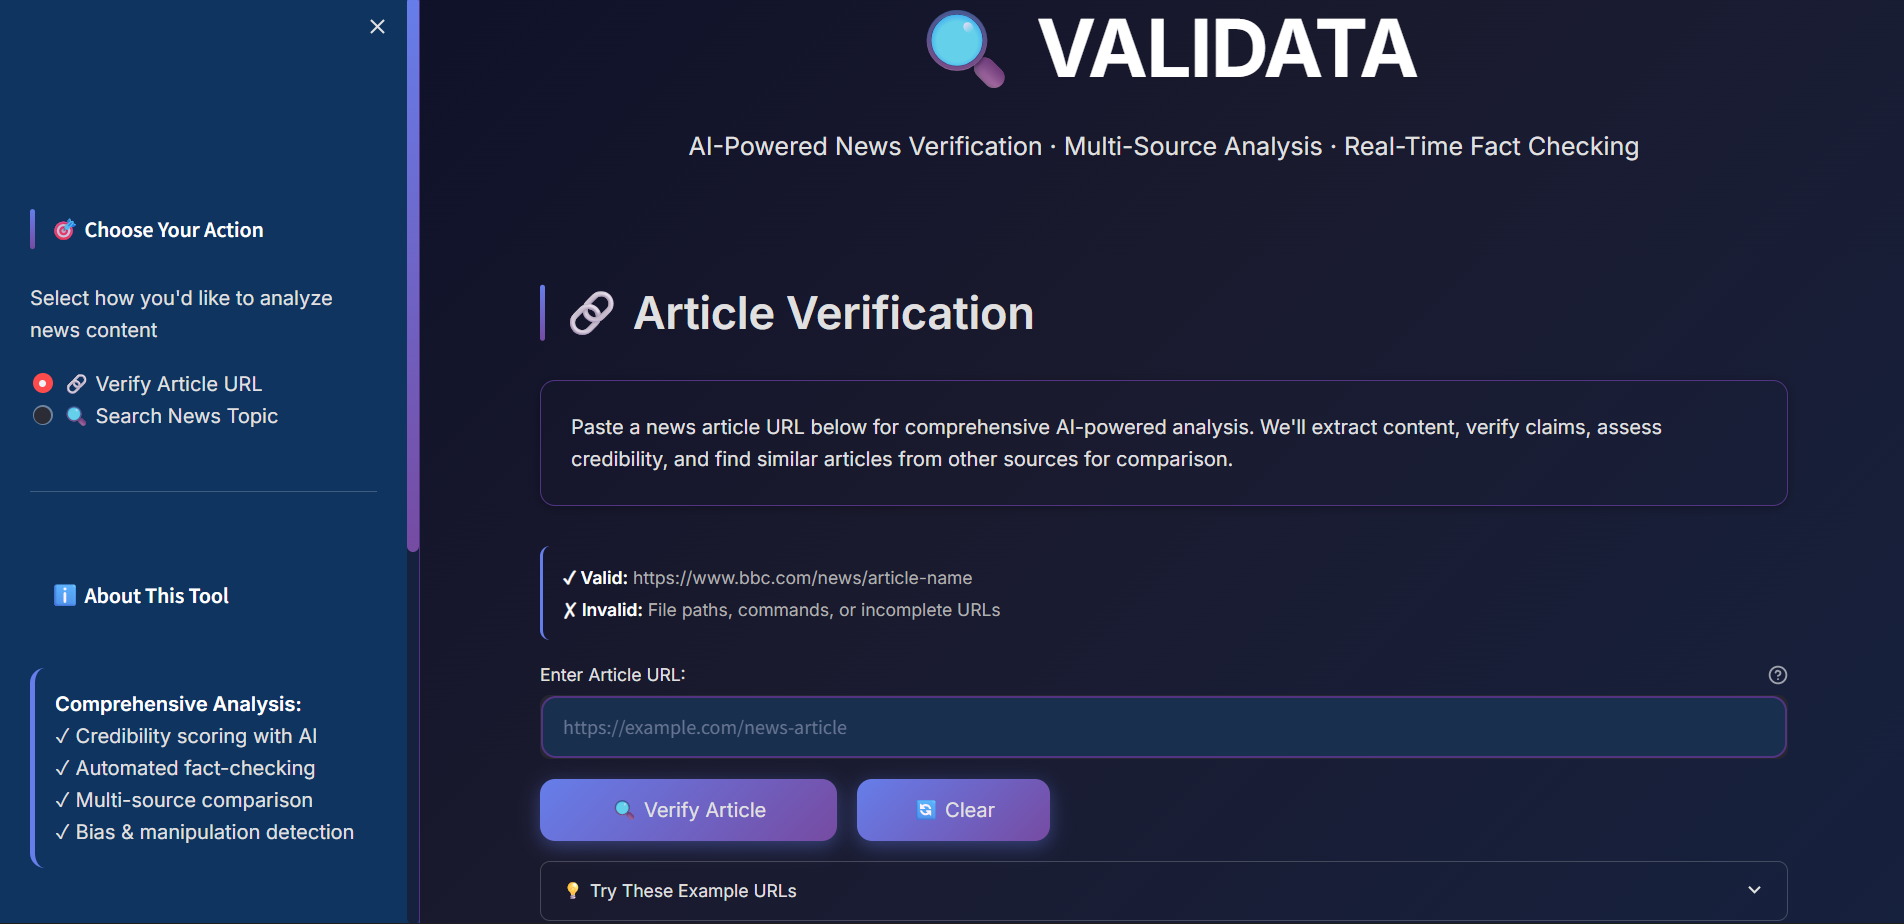 VALIDATA
AI-Powered News Verification · Multi-Source Analysis · Real-Time Fact Checking
Choose Your Action
Select how you'd like to analyze
news content
Verify Article URL
Search News Topic
About This Tool
Comprehensive Analysis:
✓ Credibility scoring with AI
✓ Automated fact-checking
✓ Multi-source comparison
✓ Bias & manipulation detection
Article Verification
Paste a news article URL below for comprehensive AI-powered analysis. We'll extract content, verify claims, assess
credibility, and find similar articles from other sources for comparison.
✓ Valid: https://www.bbc.com/news/article-name
✗ Invalid: File paths, commands, or incomplete URLs
Enter Article URL:
https://example.com/news-article
Verify Article
Clear
Try These Example URLs